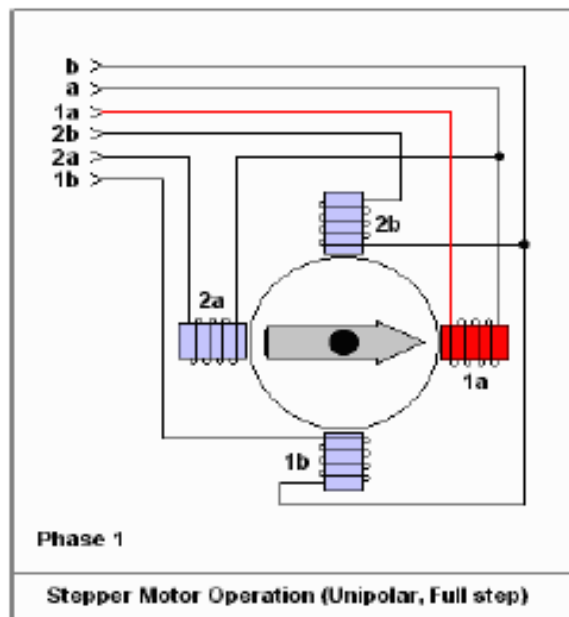 b
a
1a
2b
2a
1b
2b
2a
1a
1b
Phase 1
Stepper Motor Operation (Unipolar, Full step)